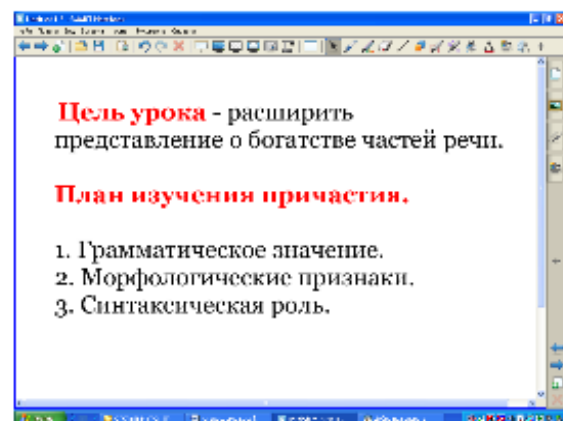 Цель урока - расширить
представление о богатстве частей речи.
План изучения причастия.
1. Грамматическое значение.
2. Морфологические признаки.
3. Синтаксическая роль.